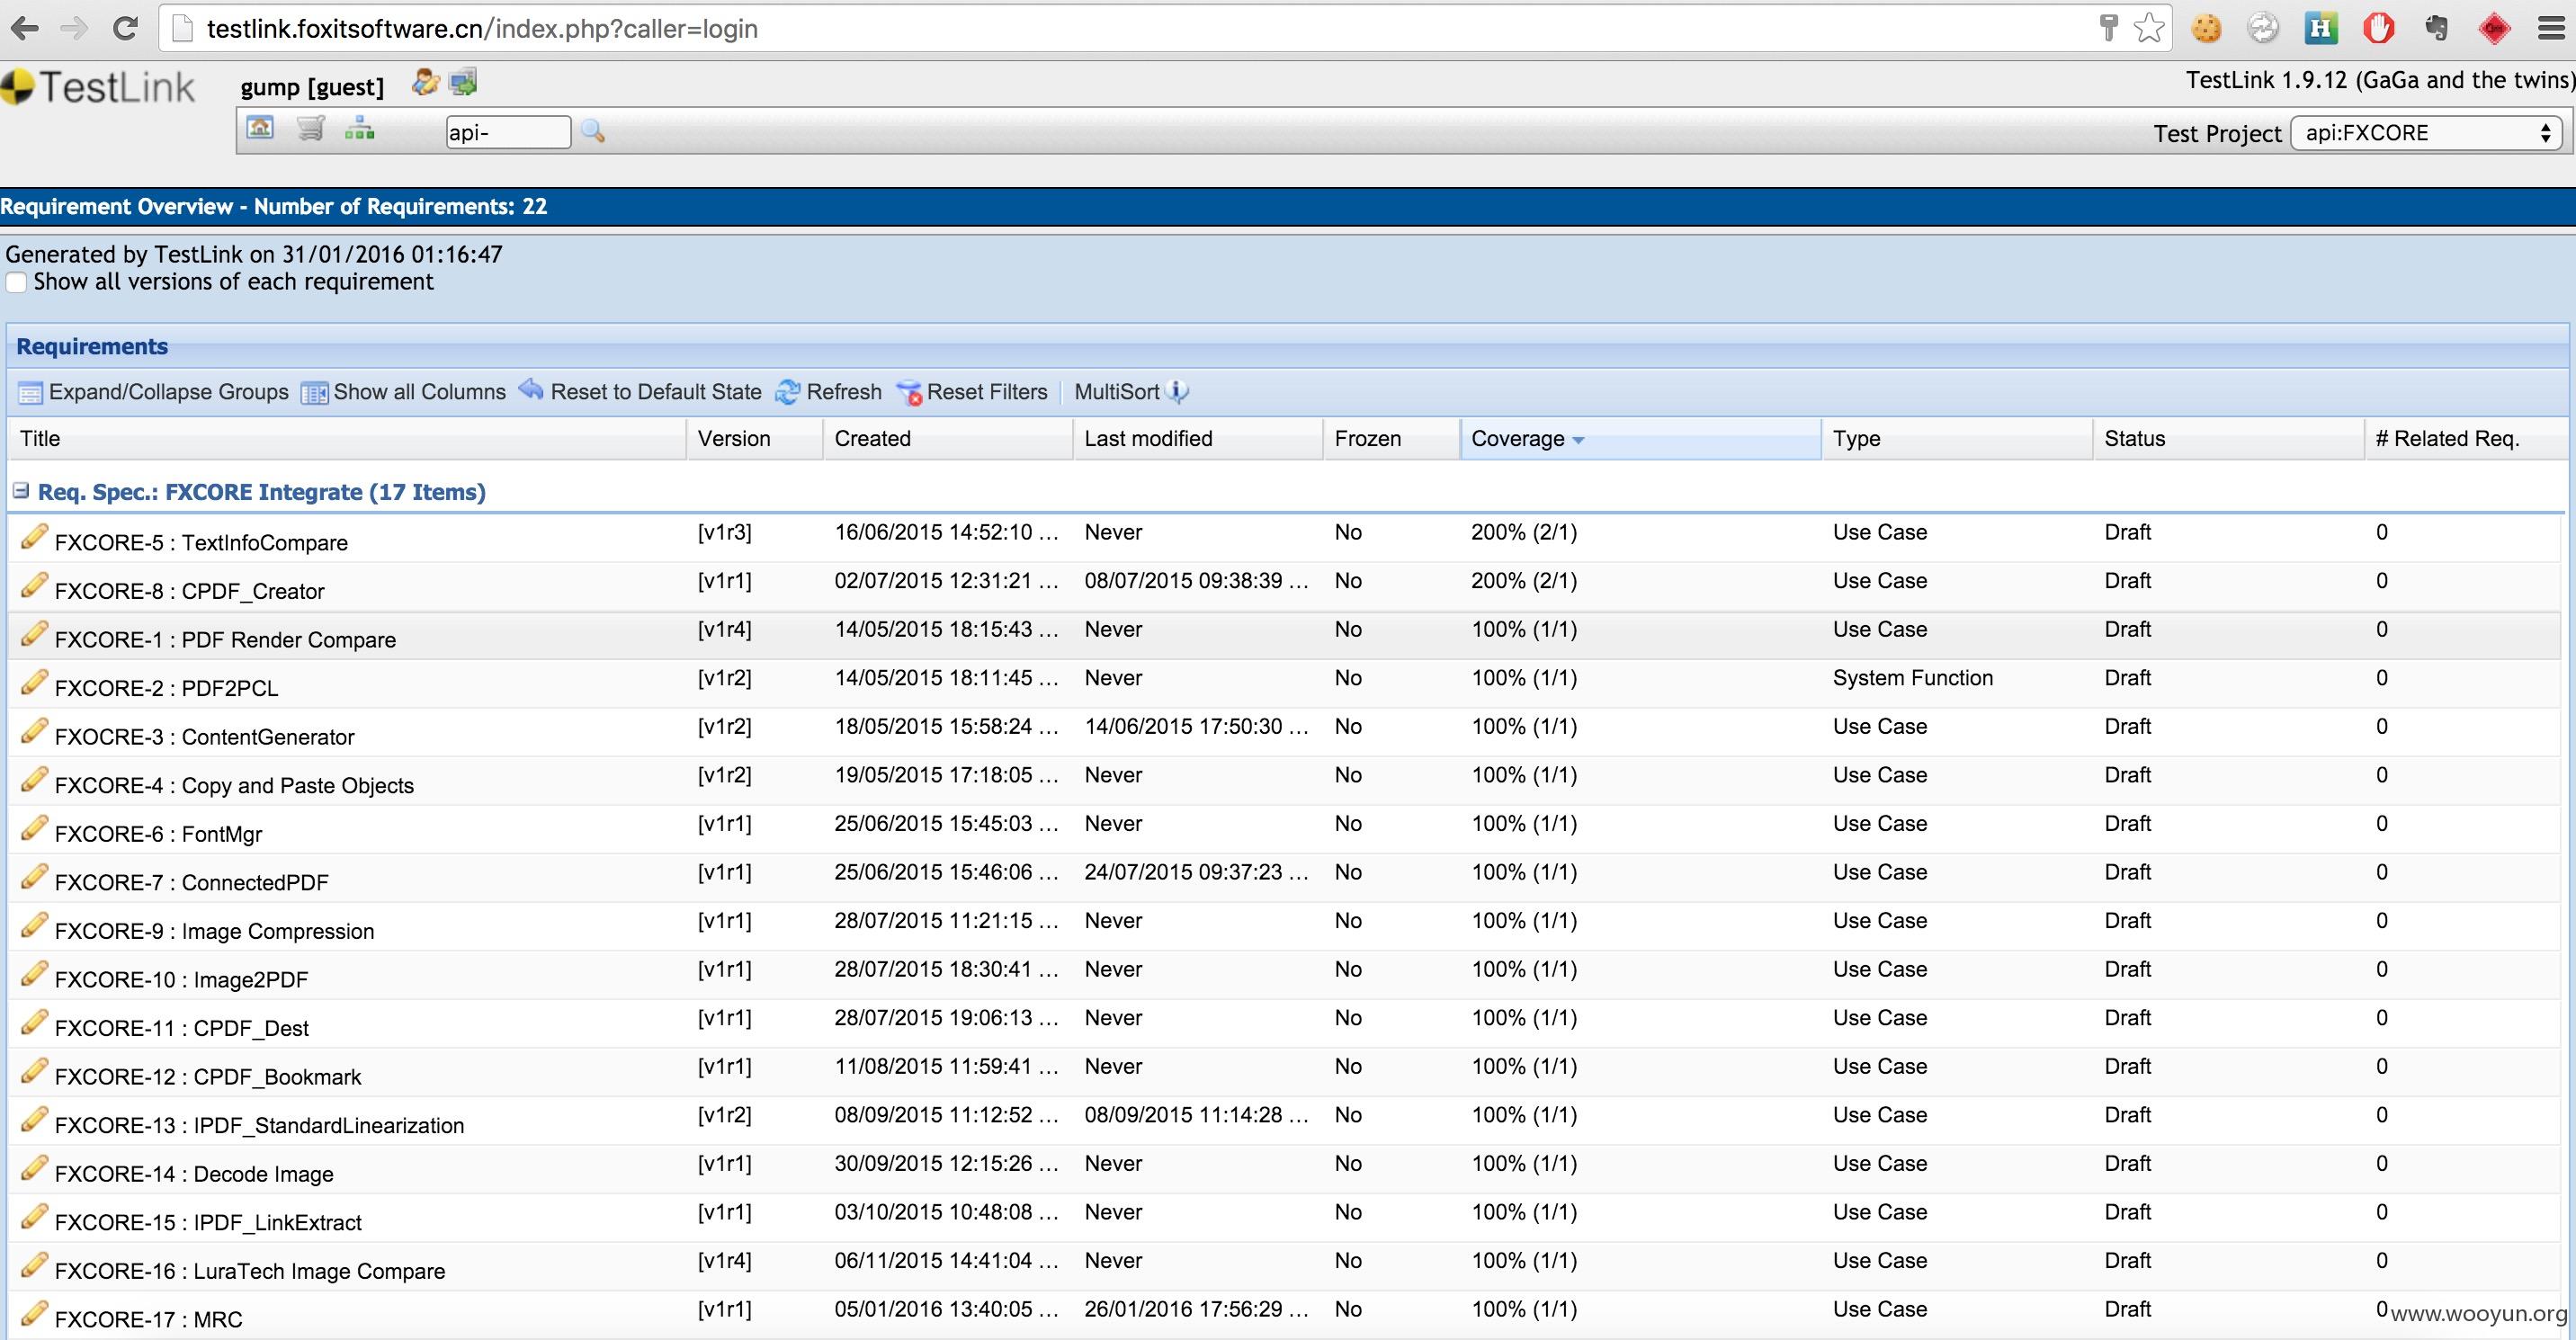 testlink.foxitsoftware.cn/index.php?caller=login
TestLink
gump [guest]
TestLink 1.9.12 (GaGa and the twins)
api-
Test Project api:FXCORE
Requirement Overview - Number of Requirements: 22
Generated by TestLink on 31/01/2016 01:16:47
Show all versions of each requirement
Requirements
Expand/Collapse Groups Show all Columns Reset to Default State Refresh Reset Filters MultiSort
Title Version Created Last modified Frozen Coverage Type Status # Related Req.
Req. Spec.: FXCORE Integrate (17 Items)
FXCORE-5 : TextInfoCompare [v1r3] 16/06/2015 14:52:10 ... Never No 200% (2/1) Use Case Draft 0
FXCORE-8 : CPDF_Creator [v1r1] 02/07/2015 12:31:21 ... 08/07/2015 09:38:39 ... No 200% (2/1) Use Case Draft 0
FXCORE-1 : PDF Render Compare [v1r4] 14/05/2015 18:15:43 ... Never No 100% (1/1) Use Case Draft 0
FXCORE-2 : PDF2PCL [v1r2] 14/05/2015 18:11:45 ... Never No 100% (1/1) System Function Draft 0
FXOCRE-3 : ContentGenerator [v1r2] 18/05/2015 15:58:24 ... 14/06/2015 17:50:30 ... No 100% (1/1) Use Case Draft 0
FXCORE-4 : Copy and Paste Objects [v1r2] 19/05/2015 17:18:05 ... Never No 100% (1/1) Use Case Draft 0
FXCORE-6 : FontMgr [v1r1] 25/06/2015 15:45:03 ... Never No 100% (1/1) Use Case Draft 0
FXCORE-7 : ConnectedPDF [v1r1] 25/06/2015 15:46:06 ... 24/07/2015 09:37:23 ... No 100% (1/1) Use Case Draft 0
FXCORE-9 : Image Compression [v1r1] 28/07/2015 11:21:15 ... Never No 100% (1/1) Use Case Draft 0
FXCORE-10 : Image2PDF [v1r1] 28/07/2015 18:30:41 ... Never No 100% (1/1) Use Case Draft 0
FXCORE-11 : CPDF_Dest [v1r1] 28/07/2015 19:06:13 ... Never No 100% (1/1) Use Case Draft 0
FXCORE-12 : CPDF_Bookmark [v1r1] 11/08/2015 11:59:41 ... Never No 100% (1/1) Use Case Draft 0
FXCORE-13 : IPDF_StandardLinearization [v1r2] 08/09/2015 11:12:52 ... 08/09/2015 11:14:28 ... No 100% (1/1) Use Case Draft 0
FXCORE-14 : Decode Image [v1r1] 30/09/2015 12:15:26 ... Never No 100% (1/1) Use Case Draft 0
FXCORE-15 : IPDF_LinkExtract [v1r1] 03/10/2015 10:48:08 ... Never No 100% (1/1) Use Case Draft 0
FXCORE-16 : LuraTech Image Compare [v1r4] 06/11/2015 14:41:04 ... Never No 100% (1/1) Use Case Draft 0
FXCORE-17 : MRC [v1r1] 05/01/2016 13:40:05 ... 26/01/2016 17:56:29 ... No 100% (1/1) Use Case Draft 0
www.wooyun.org